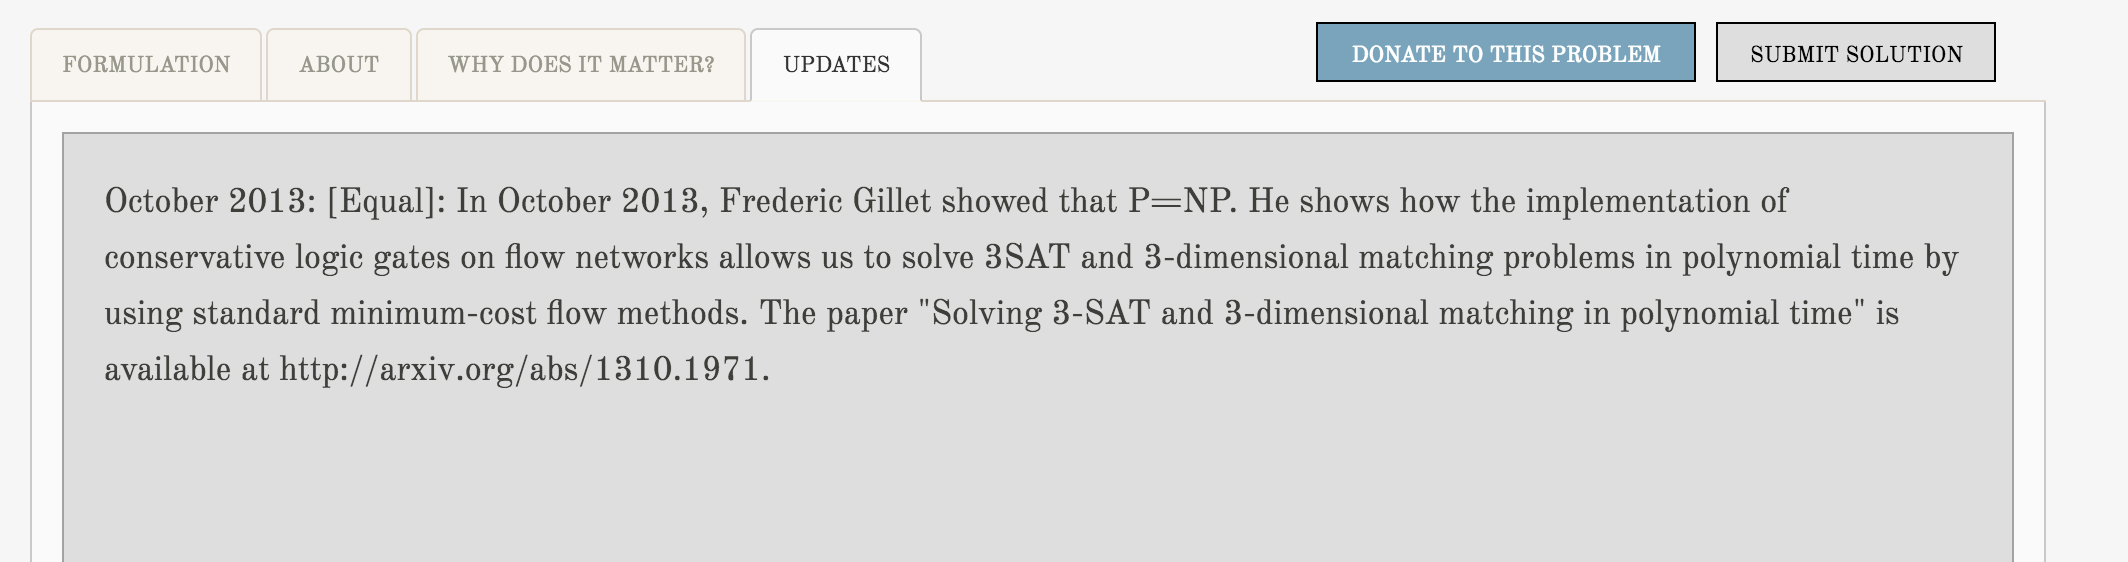 FORMULATION ABOUT WHY DOES IT MATTER? UPDATES DONATE TO THIS PROBLEM SUBMIT SOLUTION
October 2013: [Equal]: In October 2013, Frederic Gillet showed that P=NP. He shows how the implementation of
conservative logic gates on flow networks allows us to solve 3SAT and 3-dimensional matching problems in polynomial time by
using standard minimum-cost flow methods. The paper "Solving 3-SAT and 3-dimensional matching in polynomial time" is
available at http://arxiv.org/abs/1310.1971.